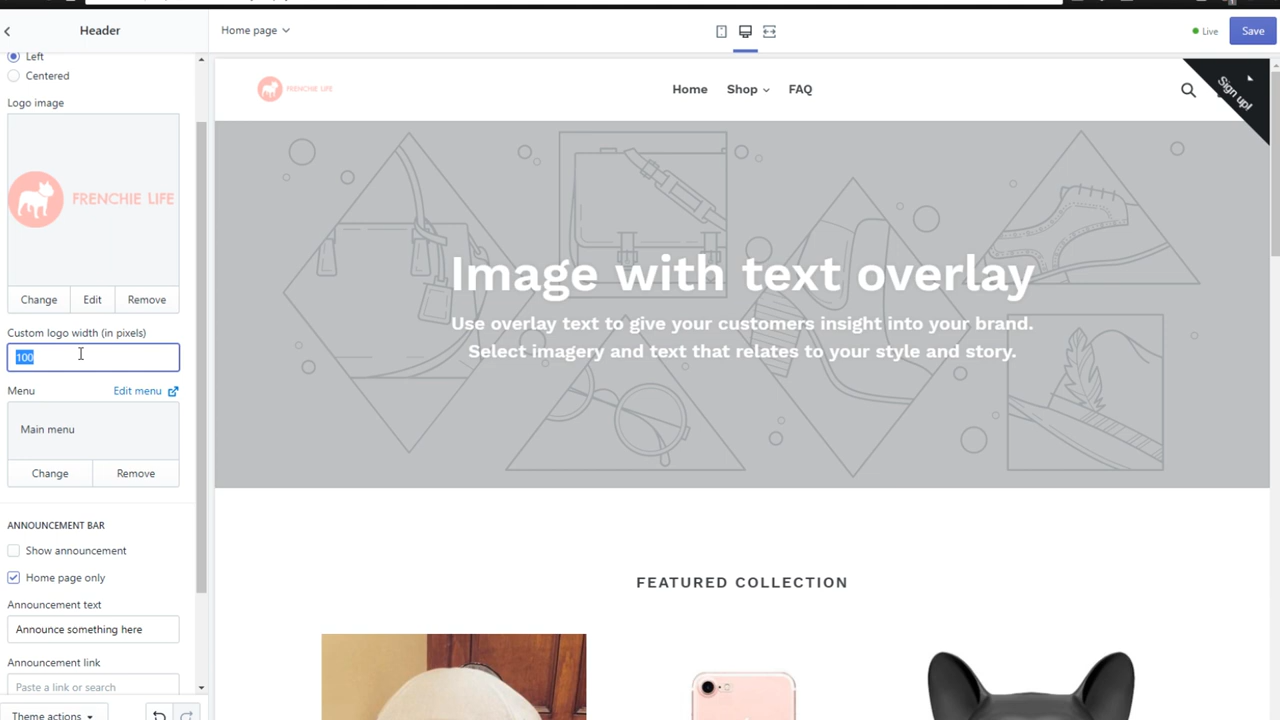 Header
Home page
Live
Save
Left
Centered
Logo image
FRENCHIE LIFE
Change
Edit
Remove
Custom logo width (in pixels)
100
Menu
Edit menu
Main menu
Change
Remove
ANNOUNCEMENT BAR
Show announcement
Home page only
Announcement text
Announce something here
Announcement link
Paste a link or search
Theme actions
FRENCHIE LIFE
Home
Shop
FAQ
Sign up!
Image with text overlay
Use overlay text to give your customers insight into your brand.
Select imagery and text that relates to your style and story.
FEATURED COLLECTION